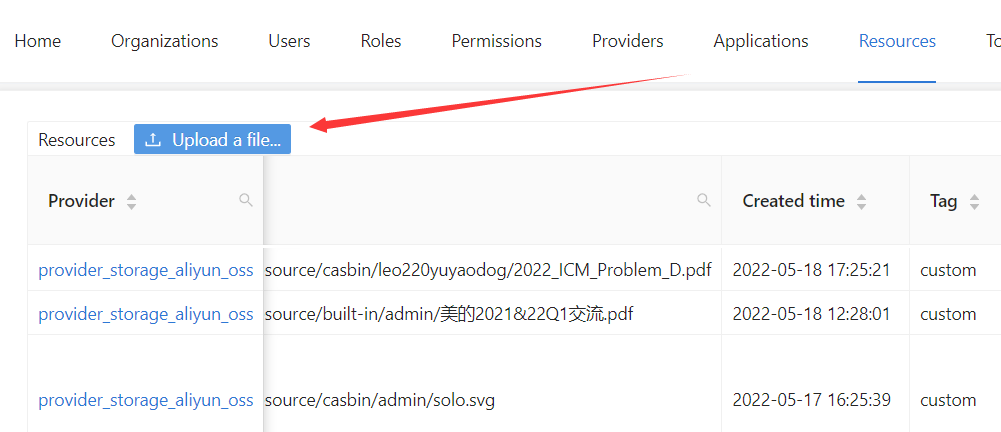 Home Organizations Users Roles Permissions Providers Applications Resources To
Resources Upload a file...
Provider Created time Tag
provider_storage_aliyun_oss source/casbin/leo220yuyaodog/2022_ICM_Problem_D.pdf 2022-05-18 17:25:21 custom
provider_storage_aliyun_oss source/built-in/admin/美的2021&22Q1交流.pdf 2022-05-18 12:28:01 custom
provider_storage_aliyun_oss source/casbin/admin/solo.svg 2022-05-17 16:25:39 custom